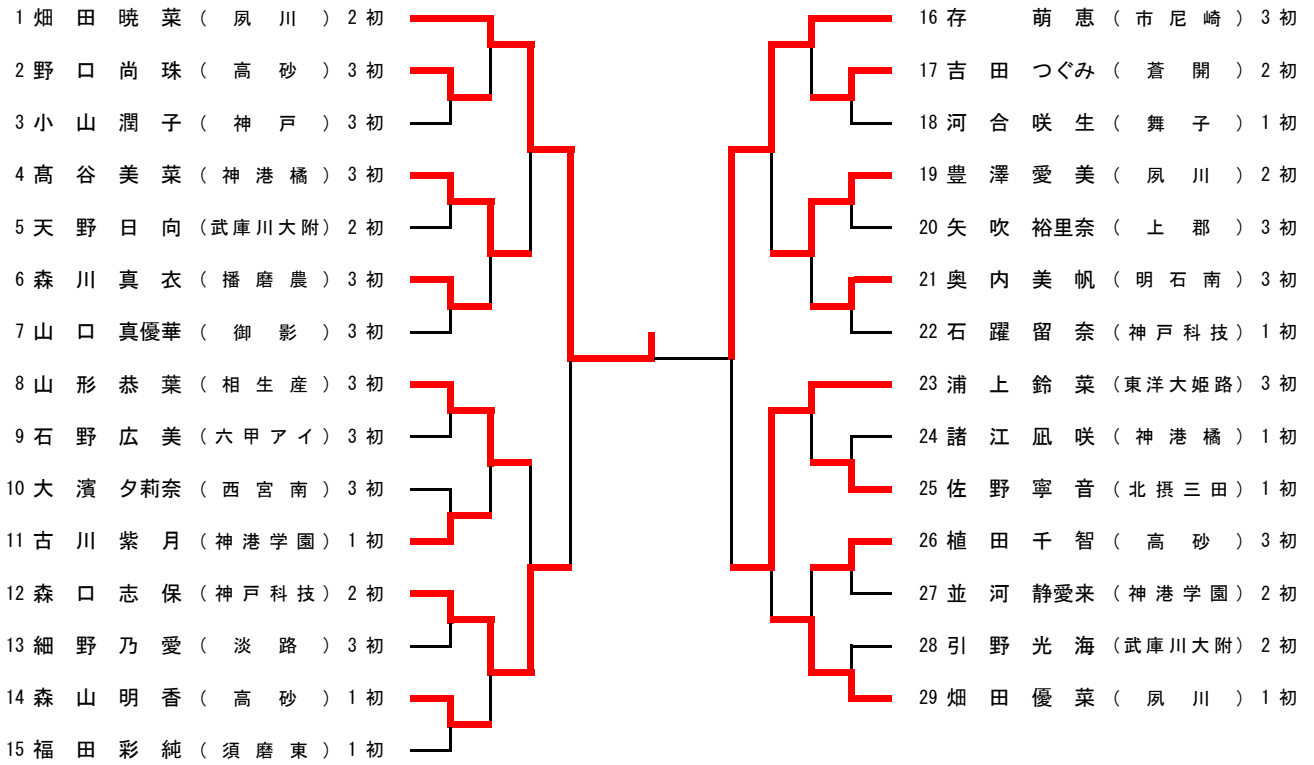 1 畑田暁菜（夙川）2 初
2 野口尚珠（高砂）3 初
3 小山潤子（神戸）3 初
4 髙谷美菜（神港橘）3 初
5 天野日向（武庫川大附）2 初
6 森川真衣（播磨農）3 初
7 山口真優華（御影）3 初
8 山形恭葉（相生産）3 初
9 石野広美（六甲アイ）3 初
10 大濱夕莉奈（西宮南）3 初
11 古川紫月（神港学園）1 初
12 森口志保（神戸科技）2 初
13 細野乃愛（淡路）3 初
14 森山明香（高砂）1 初
15 福田彩純（須磨東）1 初
16 存萌恵（市尼崎）3 初
17 吉田つぐみ（蒼開）2 初
18 河合咲生（舞子）1 初
19 豊澤愛美（夙川）2 初
20 矢吹裕里奈（上郡）3 初
21 奥内美帆（明石南）3 初
22 石躍留奈（神戸科技）1 初
23 浦上鈴菜（東洋大姫路）3 初
24 諸江凪咲（神港橘）1 初
25 佐野寧音（北摂三田）1 初
26 植田千智（高砂）3 初
27 並河静愛来（神港学園）2 初
28 引野光海（武庫川大附）2 初
29 畑田優菜（夙川）1 初